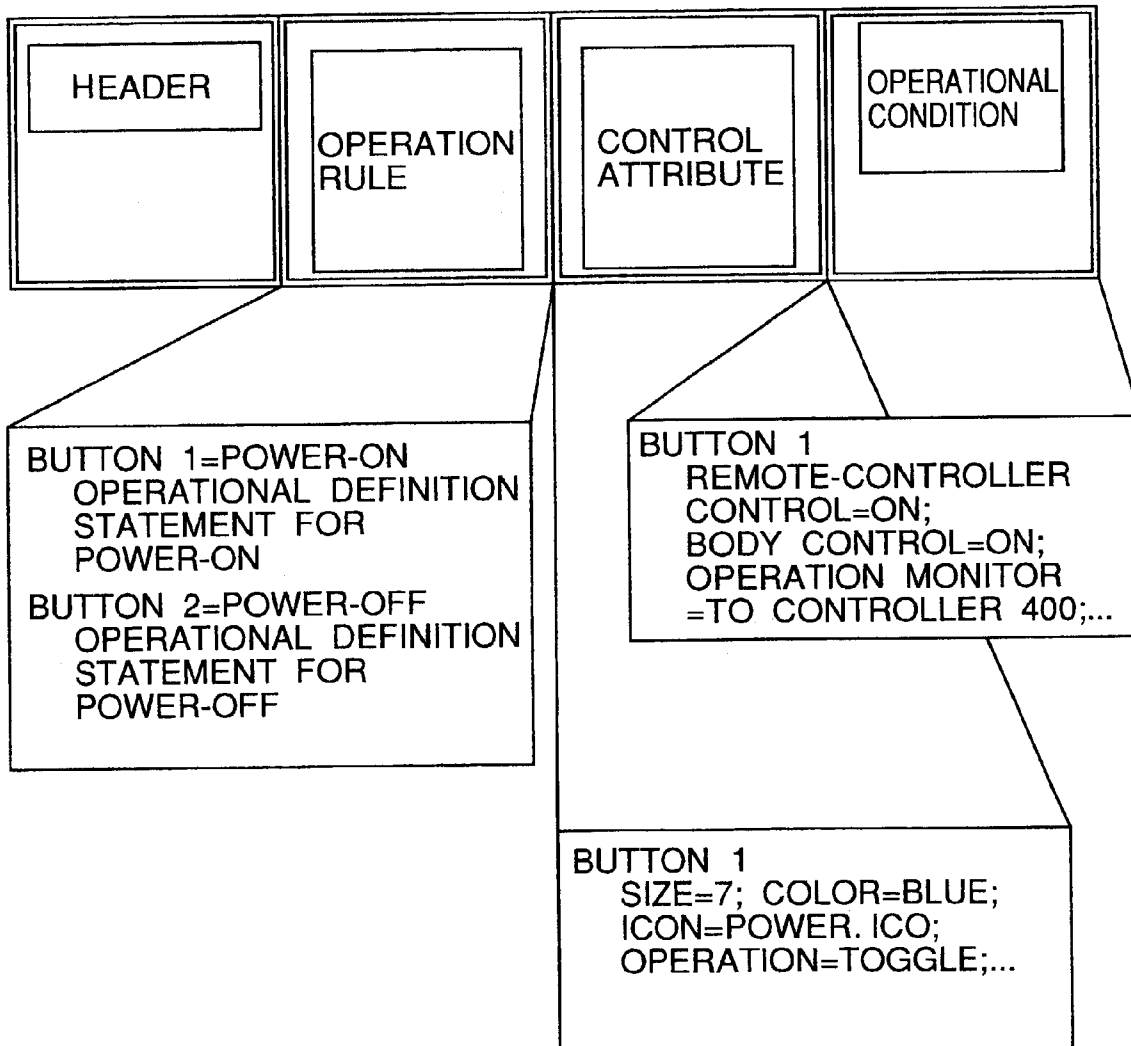 HEADER
OPERATION
RULE
CONTROL
ATTRIBUTE
OPERATIONAL
CONDITION
BUTTON 1=POWER-ON
OPERATIONAL DEFINITION
STATEMENT FOR
POWER-ON
BUTTON 2=POWER-OFF
OPERATIONAL DEFINITION
STATEMENT FOR
POWER-OFF
BUTTON 1
REMOTE-CONTROLLER
CONTROL=ON;
BODY CONTROL=ON;
OPERATION MONITOR
=TO CONTROLLER 400;...
BUTTON 1
SIZE=7; COLOR=BLUE;
ICON=POWER. ICO;
OPERATION=TOGGLE;...